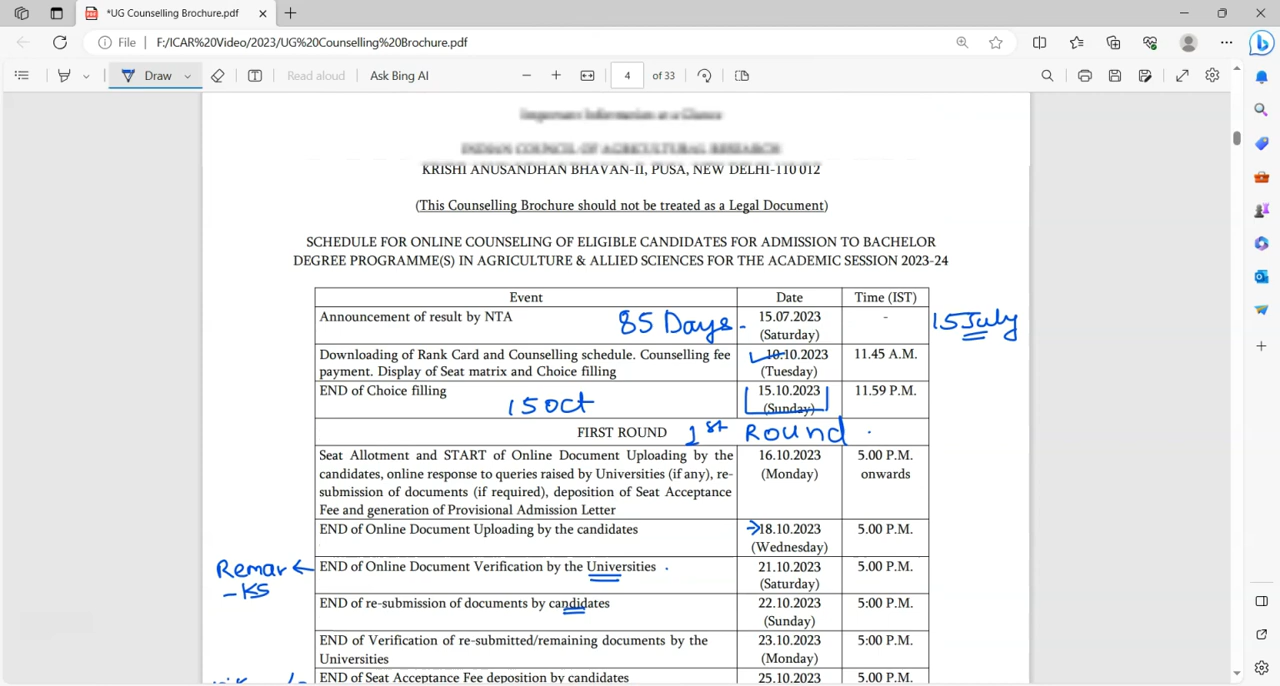 *UG Counselling Brochure.pdf
File F:/ICAR%20Video/2023/UG%20Counselling%20Brochure.pdf
Draw Read aloud Ask Bing AI 4 of 33
KRISHI ANUSANDHAN BHAVAN-II, PUSA, NEW DELHI-110 012
(This Counselling Brochure should not be treated as a Legal Document)
SCHEDULE FOR ONLINE COUNSELING OF ELIGIBLE CANDIDATES FOR ADMISSION TO BACHELOR
DEGREE PROGRAMME(S) IN AGRICULTURE & ALLIED SCIENCES FOR THE ACADEMIC SESSION 2023-24
Event Date Time (IST)
Announcement of result by NTA 85 Days 15.07.2023 - 15 July
(Saturday)
Downloading of Rank Card and Counselling schedule. Counselling fee 10.10.2023 11.45 A.M.
payment. Display of Seat matrix and Choice filling (Tuesday)
END of Choice filling 15.10.2023 11.59 P.M.
15 Oct (Sunday)
FIRST ROUND 1st Round
Seat Allotment and START of Online Document Uploading by the 16.10.2023 5.00 P.M.
candidates, online response to queries raised by Universities (if any), re- (Monday) onwards
submission of documents (if required), deposition of Seat Acceptance
Fee and generation of Provisional Admission Letter
END of Online Document Uploading by the candidates 18.10.2023 5.00 P.M.
(Wednesday)
Remar END of Online Document Verification by the Universities 21.10.2023 5.00 P.M.
-KS (Saturday)
END of re-submission of documents by candidates 22.10.2023 5:00 P.M.
(Sunday)
END of Verification of re-submitted/remaining documents by the 23.10.2023 5:00 P.M.
Universities (Monday)
END of Seat Acceptance Fee deposition by candidates 25.10.2023 5.00 P.M.